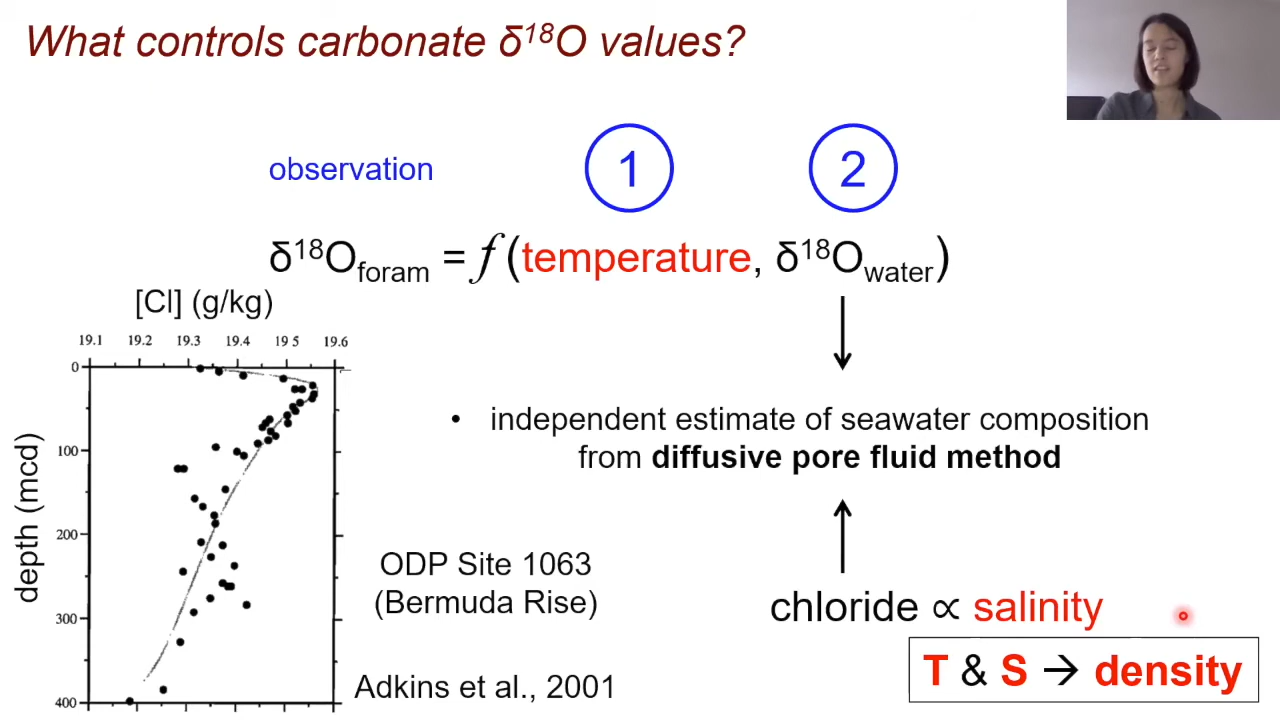 What controls carbonate δ¹⁸O values?
observation
1
2
δ¹⁸O_foram = f (temperature, δ¹⁸O_water)
[Cl] (g/kg)
19.1 19.2 19.3 19.4 19.5 19.6
0
100
200
300
400
depth (mcd)
• independent estimate of seawater composition
from diffusive pore fluid method
ODP Site 1063
(Bermuda Rise)
Adkins et al., 2001
chloride ∝ salinity
T & S → density